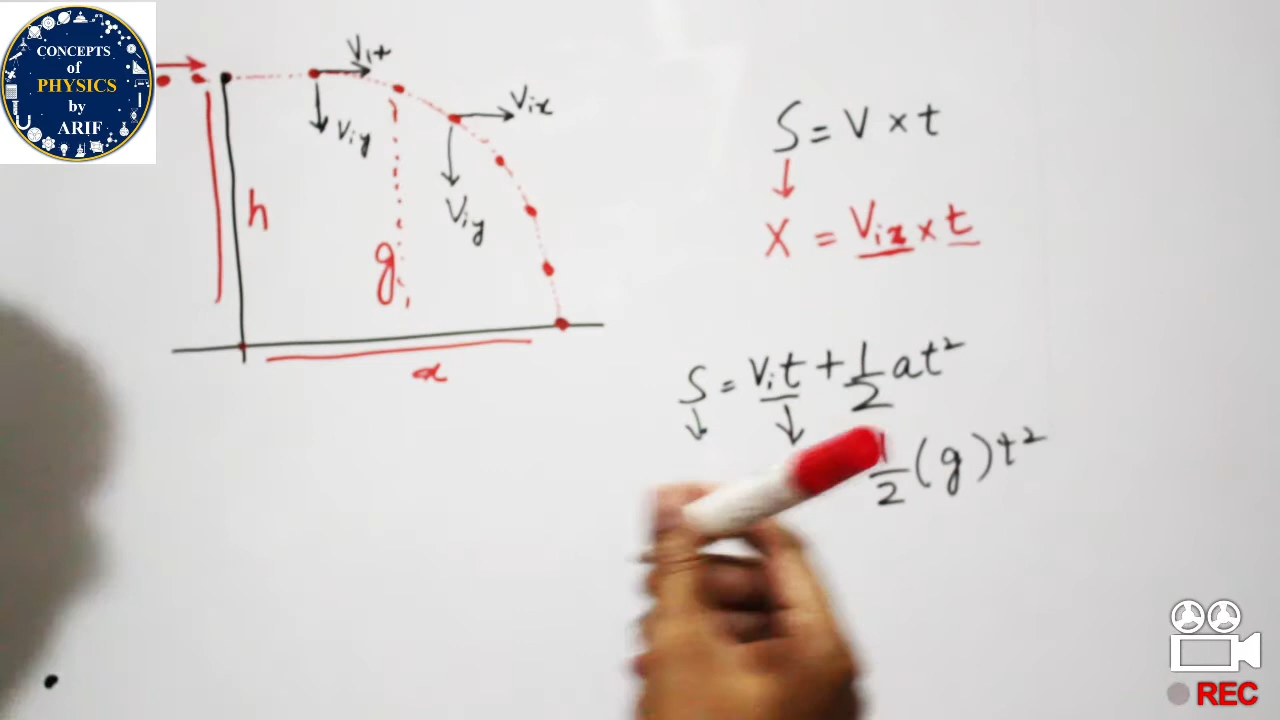 CONCEPTS
of
PHYSICS
by
ARIF
Vix
Viy
Vix
Viy
h
g
x
S = V × t
X = Vix × t
S = Vit + 1/2 at²
1/2 (g) t²
REC